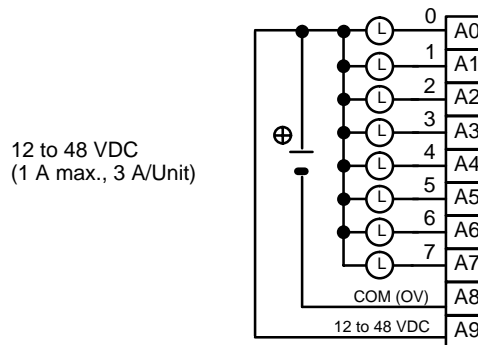 0 L A0
1 L A1
2 L A2
3 L A3
12 to 48 VDC
(1 A max., 3 A/Unit)
4 L A4
5 L A5
6 L A6
7 L A7
COM (OV) A8
12 to 48 VDC A9